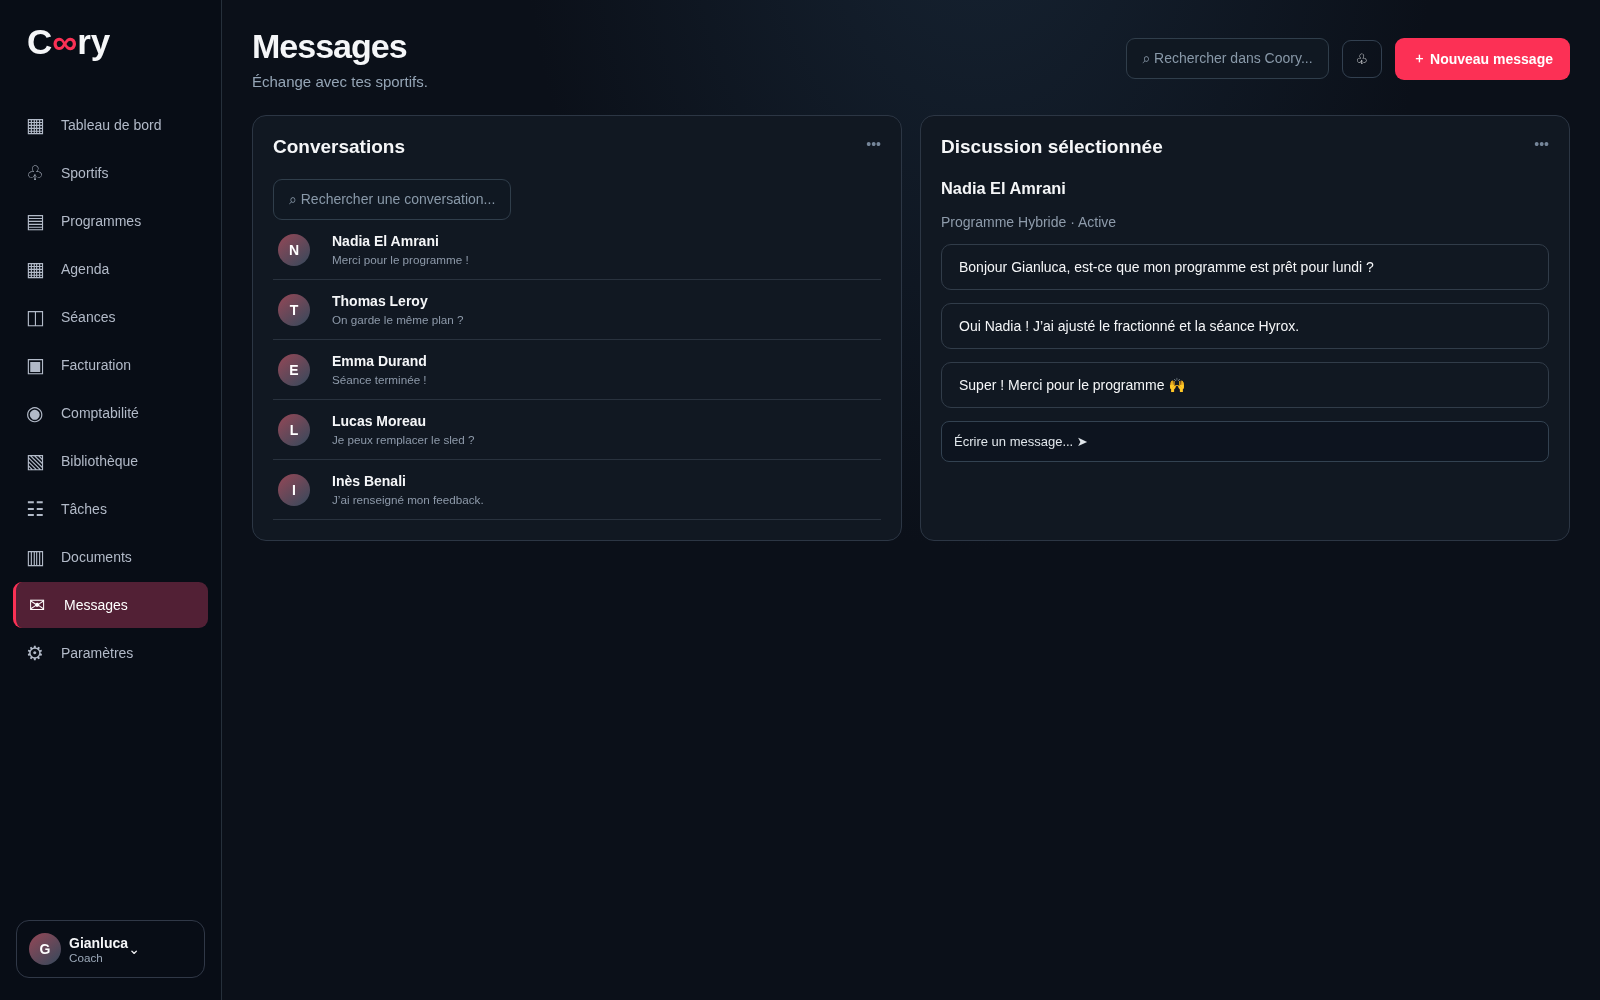 C∞ry
Tableau de bord
Sportifs
Programmes
Agenda
Séances
Facturation
Comptabilité
Bibliothèque
Tâches
Documents
Messages
Paramètres
G
Gianluca
Coach
Messages
Échange avec tes sportifs.
⌕ Rechercher dans Coory...
+ Nouveau message
Conversations
•••
⌕ Rechercher une conversation...
N
Nadia El Amrani
Merci pour le programme !
T
Thomas Leroy
On garde le même plan ?
E
Emma Durand
Séance terminée !
L
Lucas Moreau
Je peux remplacer le sled ?
I
Inès Benali
J'ai renseigné mon feedback.
Discussion sélectionnée
•••
Nadia El Amrani
Programme Hybride · Active
Bonjour Gianluca, est-ce que mon programme est prêt pour lundi ?
Oui Nadia ! J'ai ajusté le fractionné et la séance Hyrox.
Super ! Merci pour le programme 🙌
Écrire un message... ➤